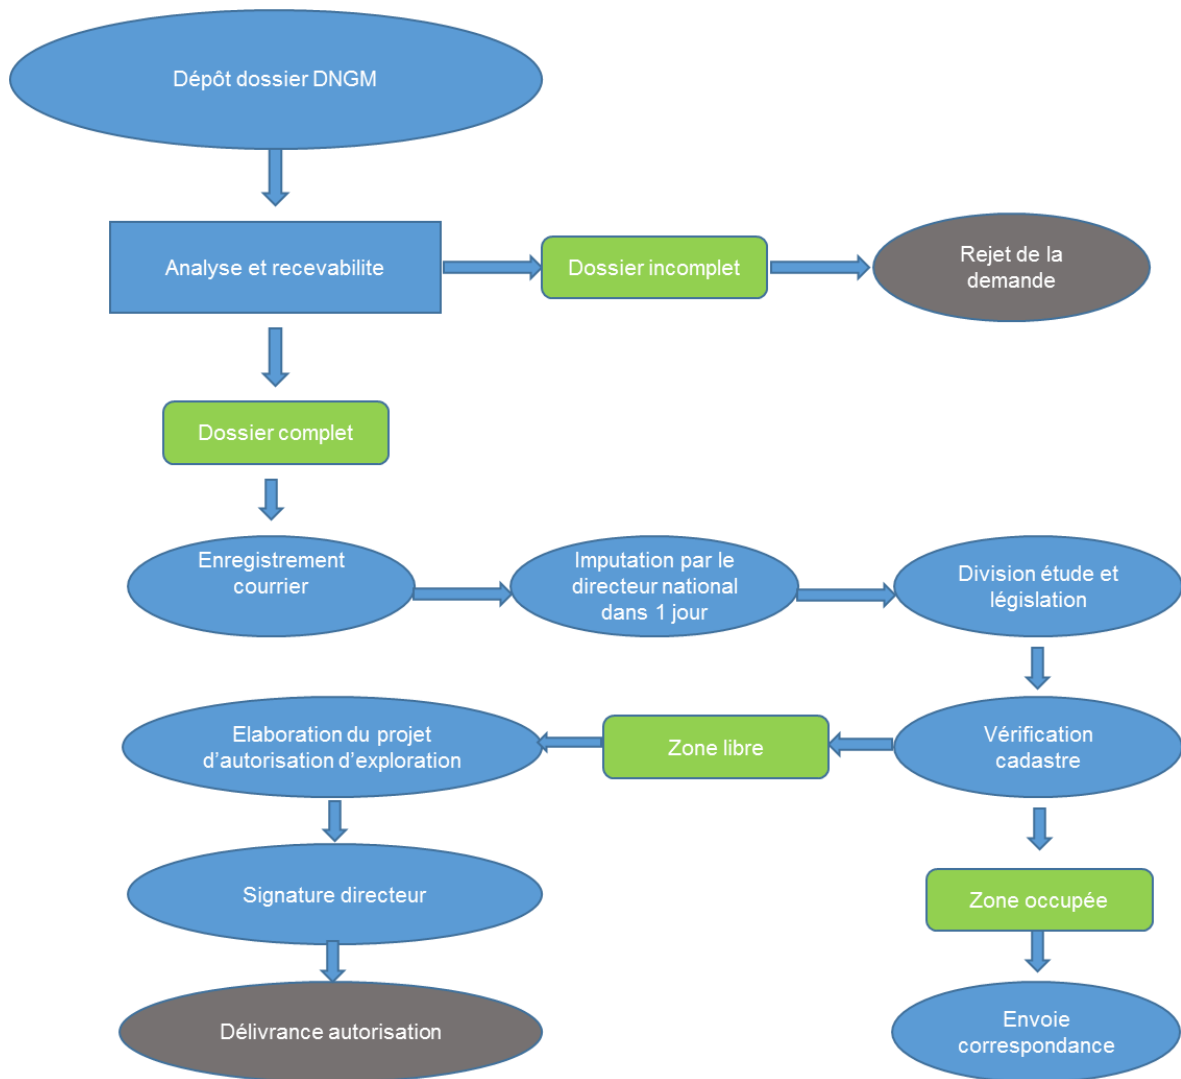 Dépôt dossier DNGM
Analyse et recevabilite
Dossier incomplet
Rejet de la
demande
Dossier complet
Enregistrement
courrier
Imputation par le
directeur national
dans 1 jour
Division étude et
législation
Elaboration du projet
d’autorisation d’exploration
Zone libre
Vérification
cadastre
Signature directeur
Zone occupée
Délivrance autorisation
Envoie
correspondance